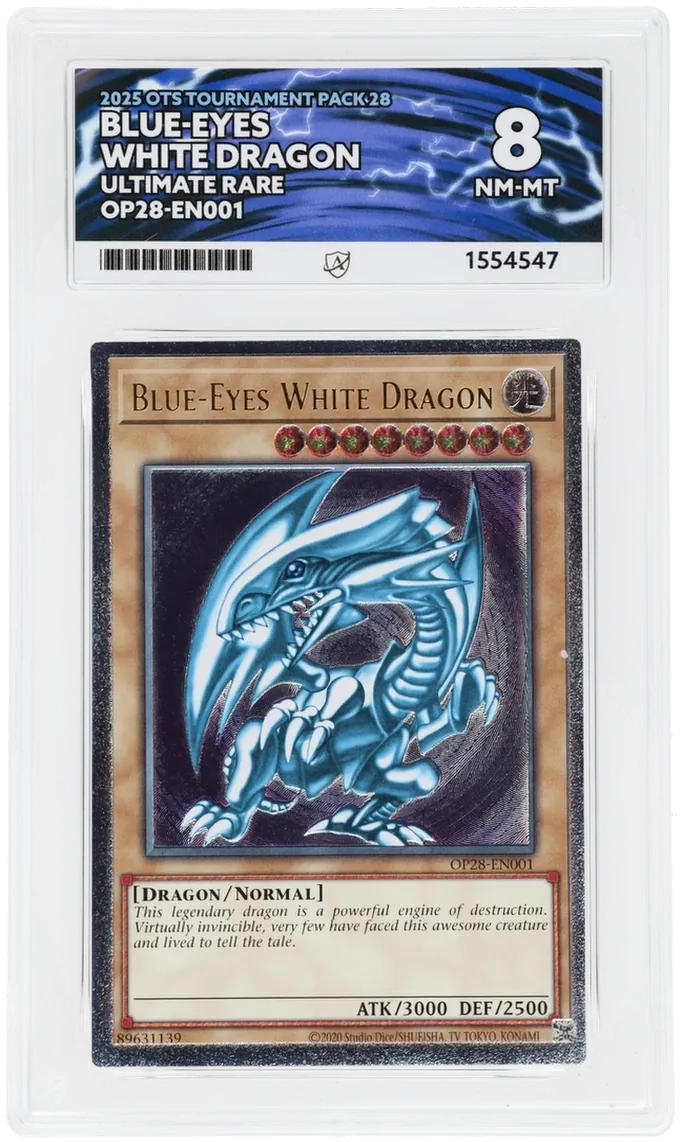 2025 OTS TOURNAMENT PACK 28
BLUE-EYES
WHITE DRAGON
ULTIMATE RARE
OP28-EN001
8
NM-MT
A
1554547
BLUE-EYES WHITE DRAGON
光
OP28-EN001
[DRAGON/NORMAL]
This legendary dragon is a powerful engine of destruction.
Virtually invincible, very few have faced this awesome creature
and lived to tell the tale.
ATK/3000 DEF/2500
89631139
©2020 Studio Dice/SHUEISHA, TV TOKYO, KONAMI